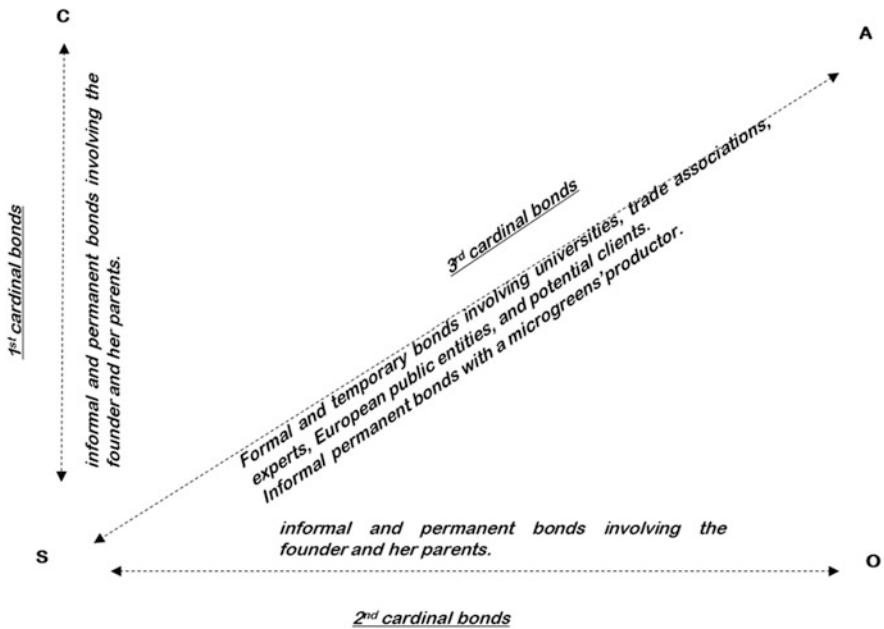 C
A
1st cardinal bonds
informal and permanent bonds involving the
founder and her parents.
3rd cardinal bonds
Formal and temporary bonds involving universities, trade associations,
experts, European public entities, and potential clients.
Informal permanent bonds with a microgreens'productor.
informal and permanent bonds involving the
founder and her parents.
S
O
2nd cardinal bonds